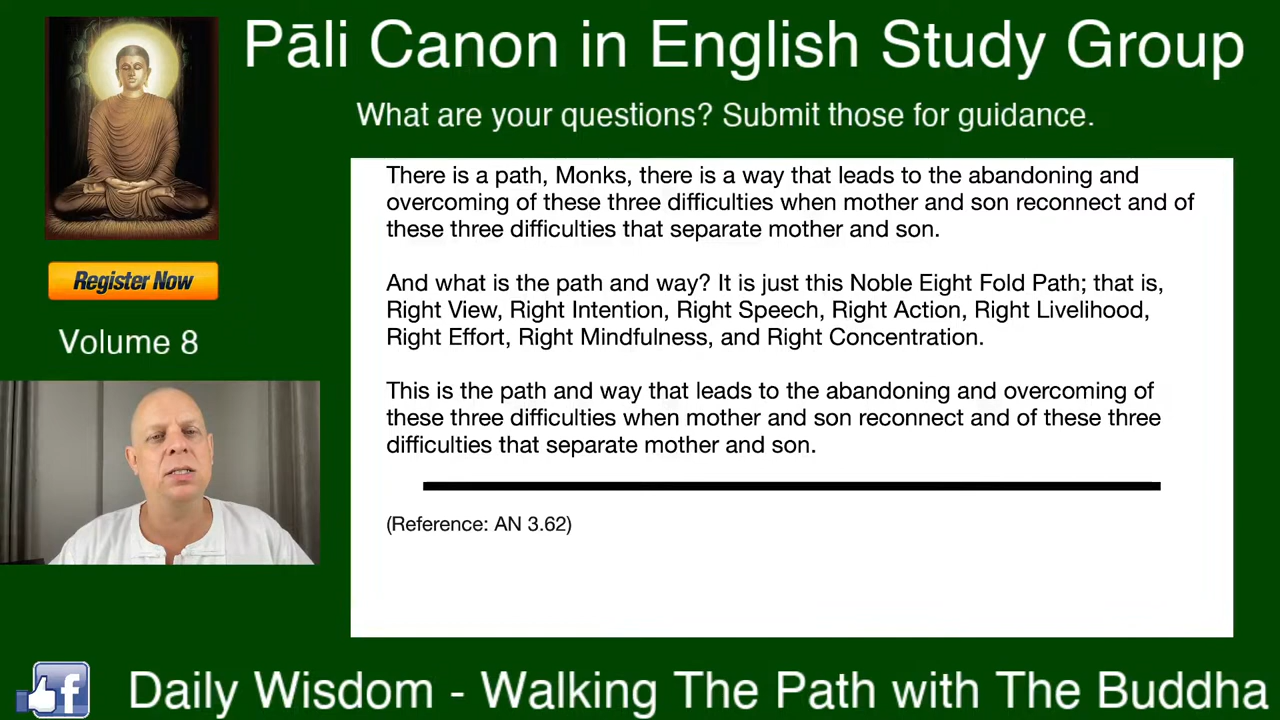 Pāli Canon in English Study Group
What are your questions? Submit those for guidance.
Register Now
Volume 8
There is a path, Monks, there is a way that leads to the abandoning and
overcoming of these three difficulties when mother and son reconnect and of
these three difficulties that separate mother and son.
And what is the path and way? It is just this Noble Eight Fold Path; that is,
Right View, Right Intention, Right Speech, Right Action, Right Livelihood,
Right Effort, Right Mindfulness, and Right Concentration.
This is the path and way that leads to the abandoning and overcoming of
these three difficulties when mother and son reconnect and of these three
difficulties that separate mother and son.
(Reference: AN 3.62)
f
Daily Wisdom - Walking The Path with The Buddha